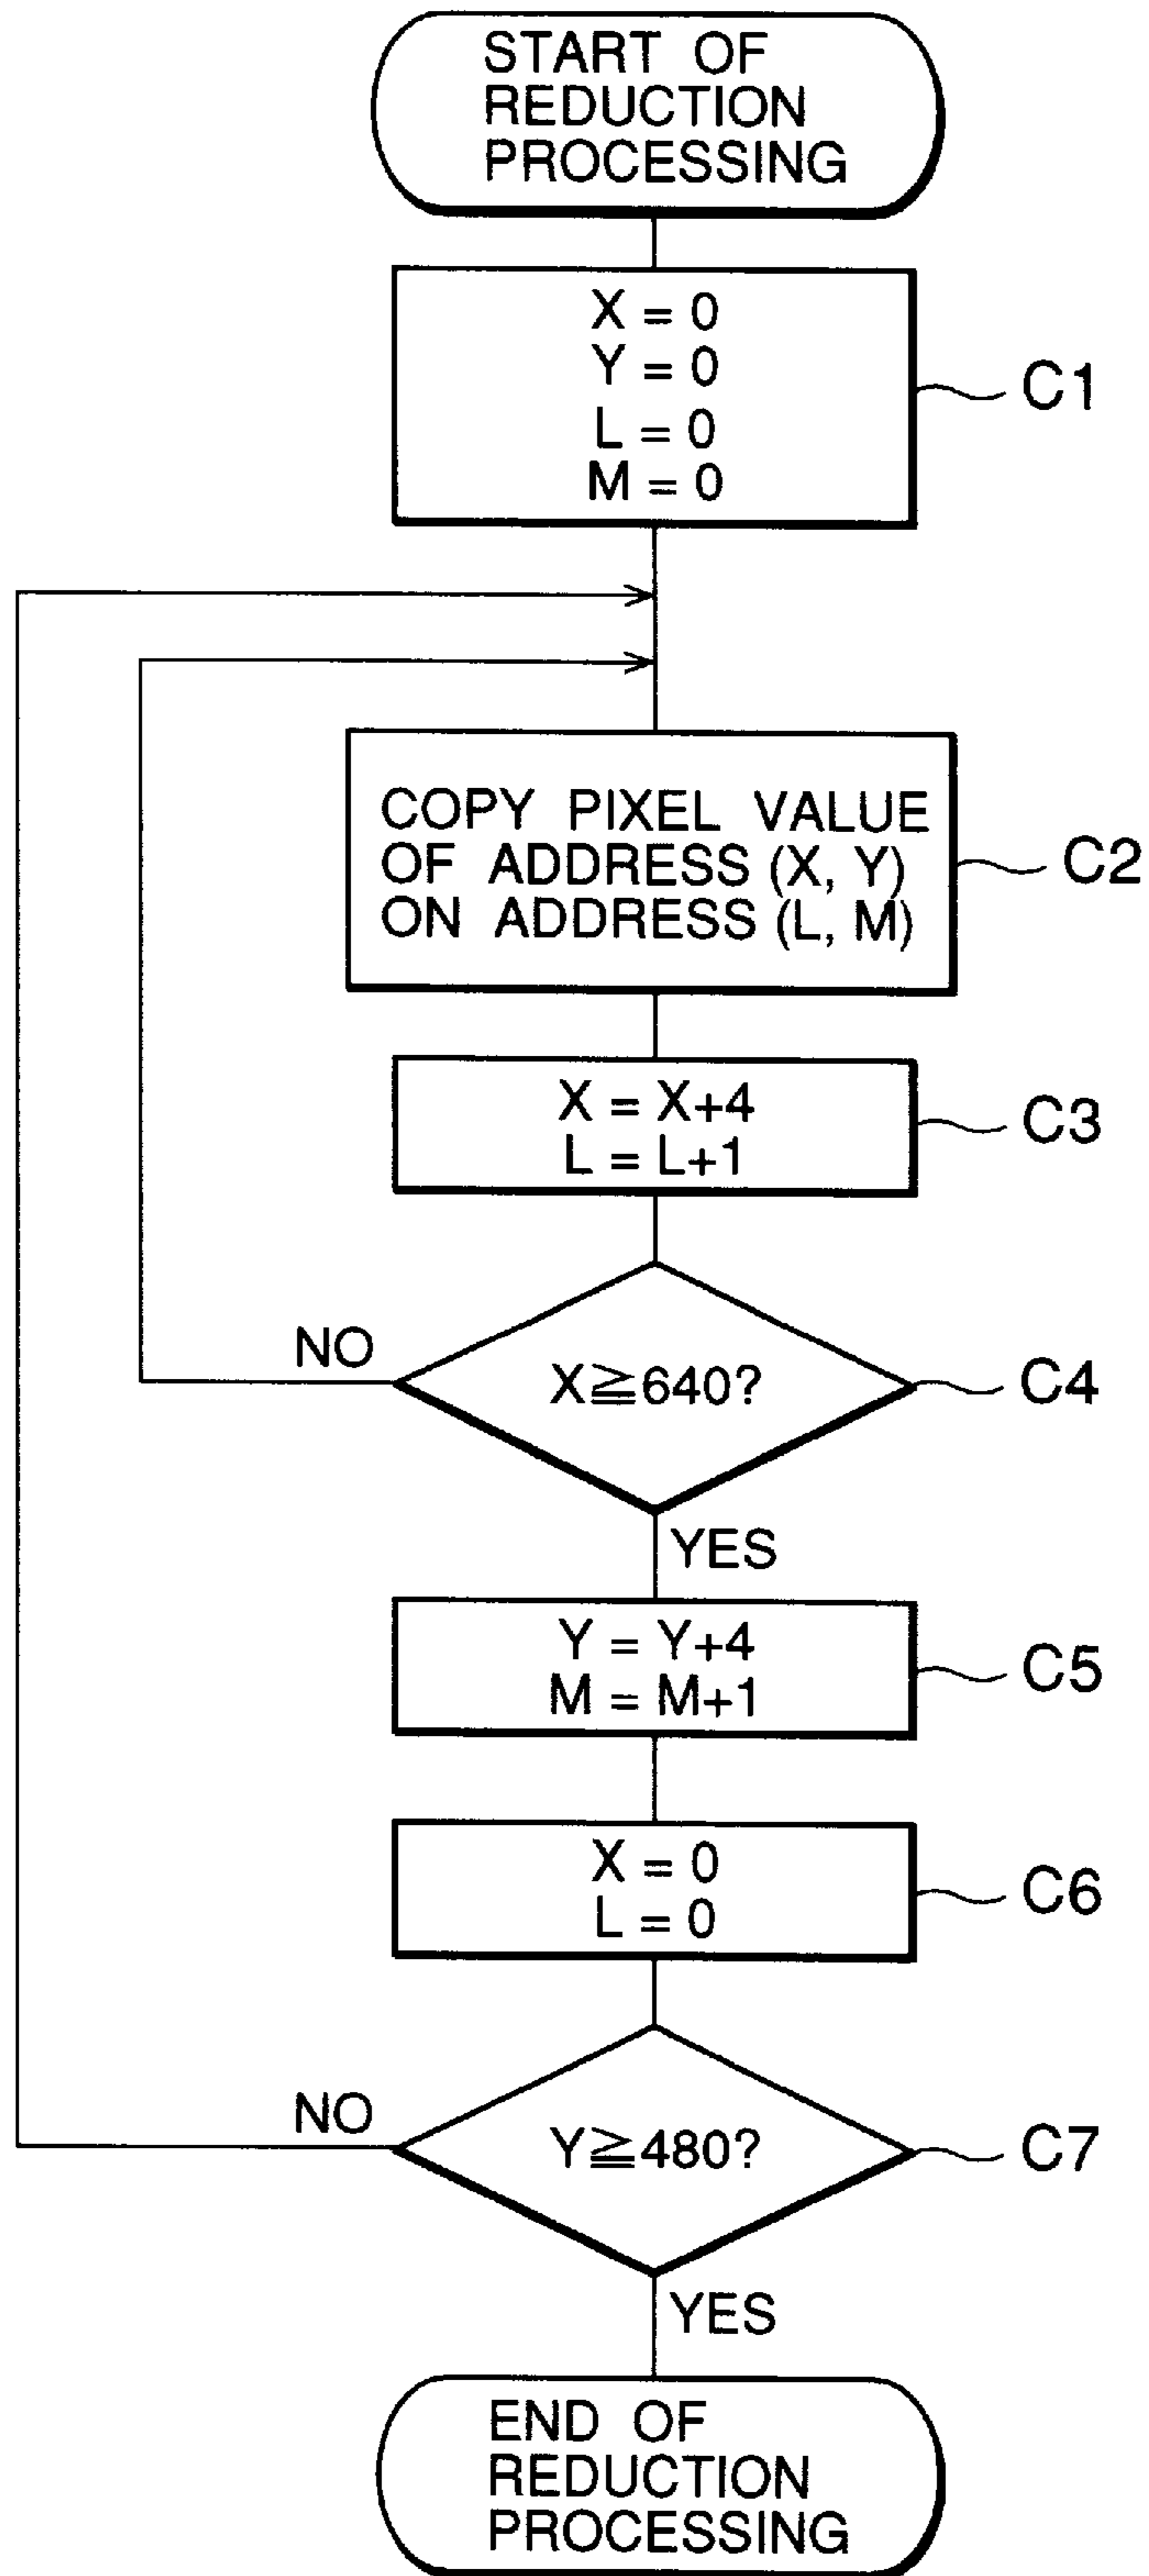 START OF
REDUCTION
PROCESSING
X = 0
Y = 0
L = 0
M = 0
C1
COPY PIXEL VALUE
OF ADDRESS (X, Y)
ON ADDRESS (L, M)
C2
X = X+4
L = L+1
C3
NO
X≧640?
C4
YES
Y = Y+4
M = M+1
C5
X = 0
L = 0
C6
NO
Y≧480?
C7
YES
END OF
REDUCTION
PROCESSING